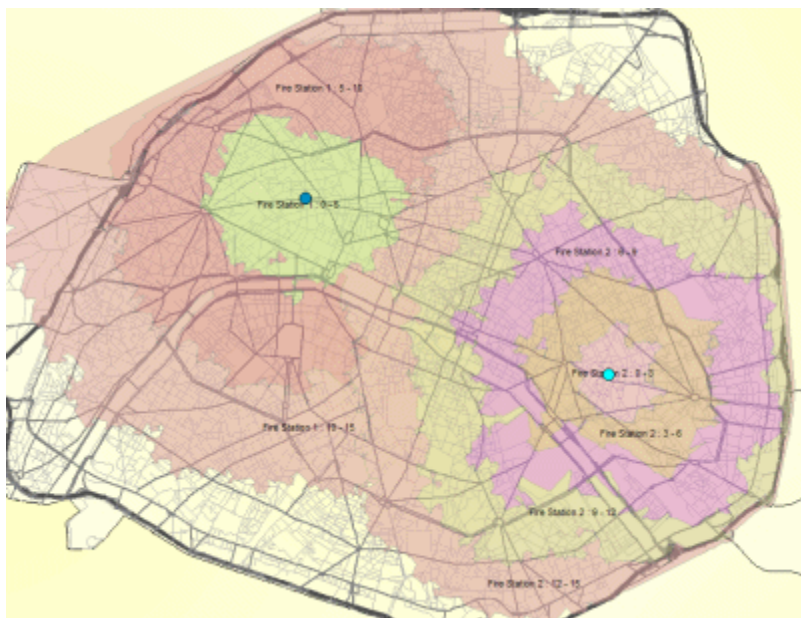 Fire Station 1 : 5 - 10
Fire Station 1 : 0 - 5
Fire Station 2 : 6 - 9
Fire Station 2 : 0 - 3
Fire Station 1 : 10 - 15
Fire Station 2 : 3 - 6
Fire Station 2 : 9 - 12
Fire Station 2 : 12 - 15